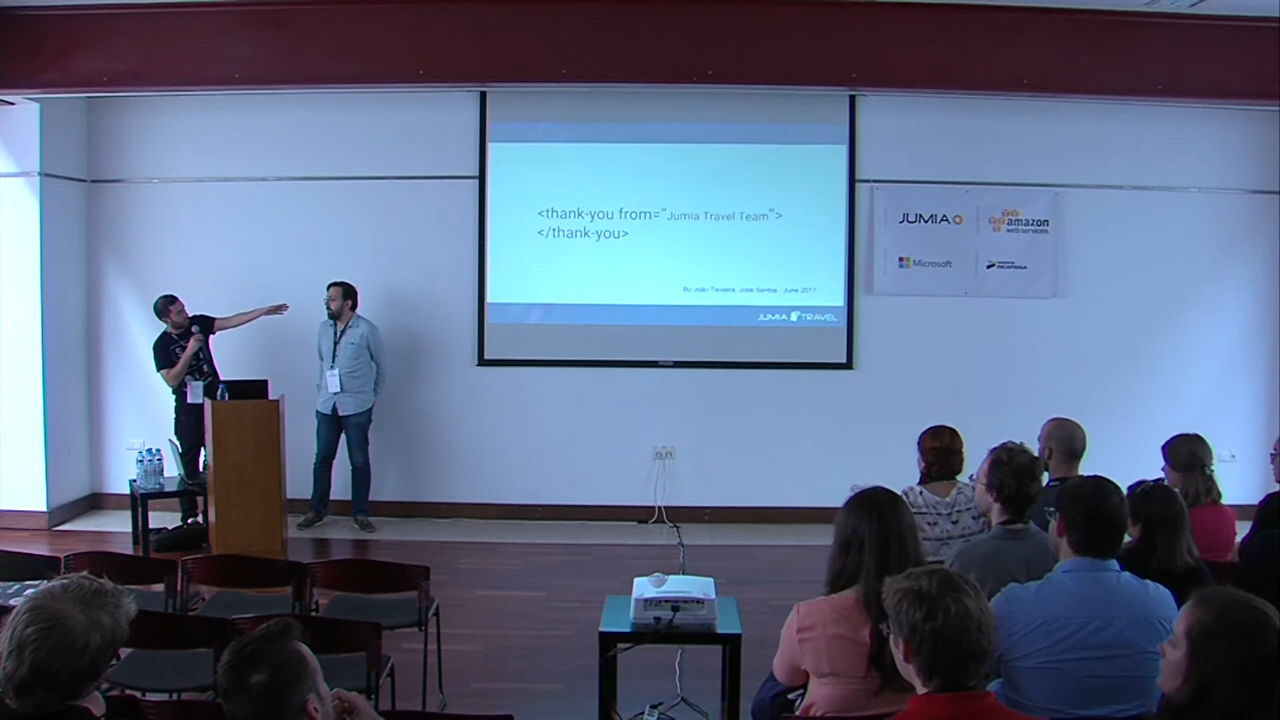 <thank-you from="Jumia Travel Team">
</thank-you>
By João Teixeira, José Santos - June 2017
JUMIA TRAVEL
JUMIA
amazon
web services
Microsoft
INCAPSULA